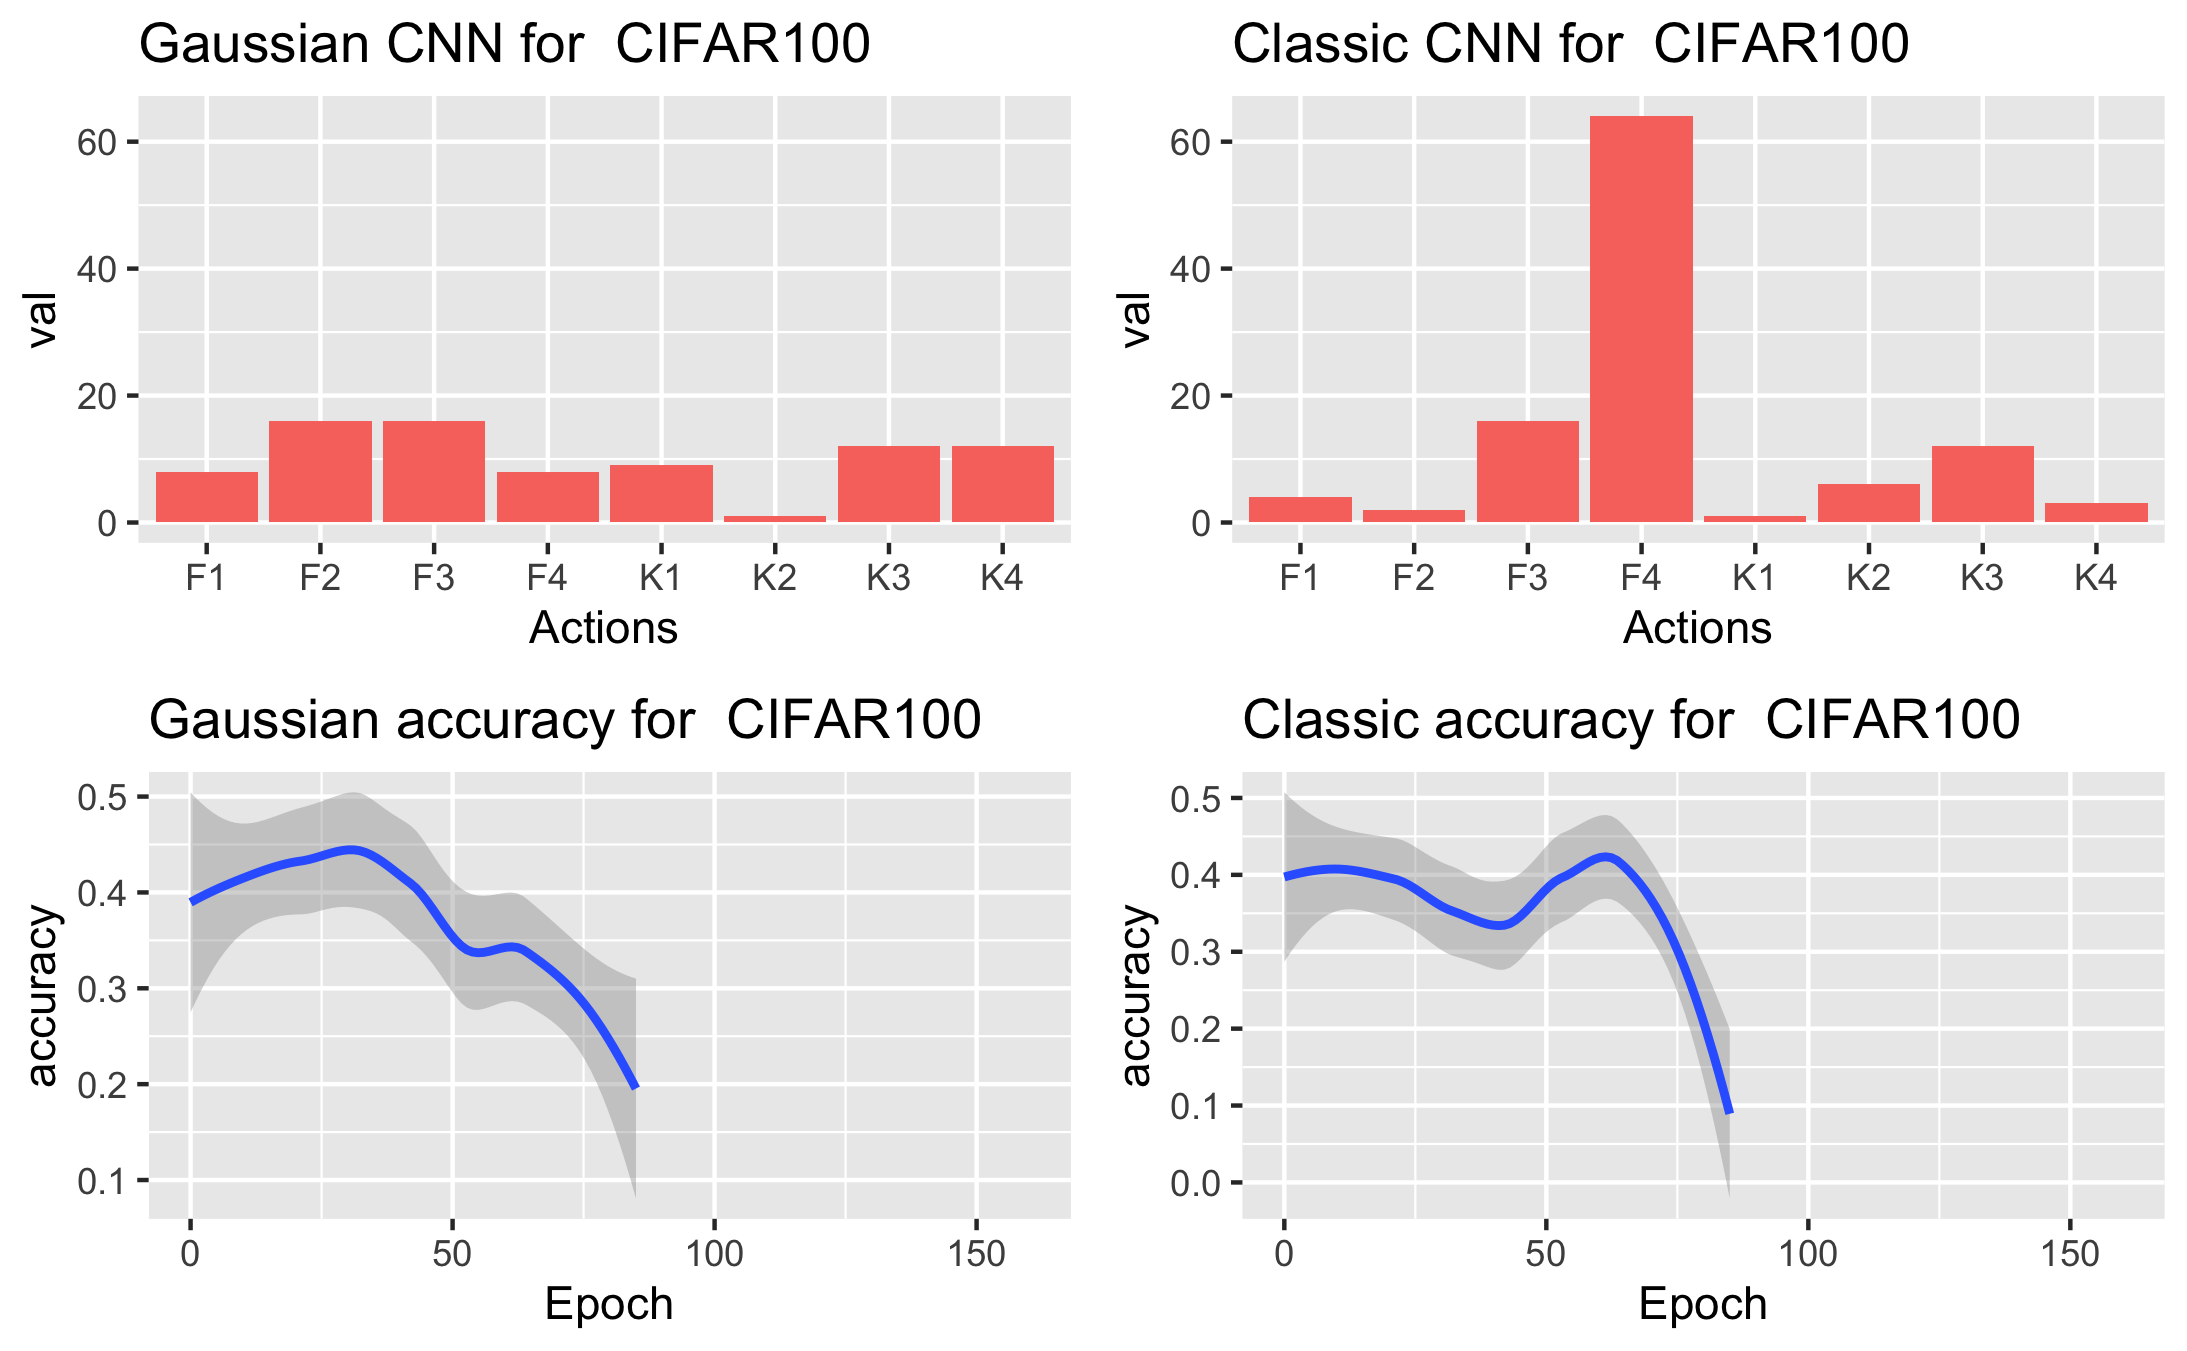 Gaussian CNN for  CIFAR100
60
40
20
0
val
F1 F2 F3 F4 K1 K2 K3 K4
Actions
Classic CNN for  CIFAR100
60
40
20
0
val
F1 F2 F3 F4 K1 K2 K3 K4
Actions
Gaussian accuracy for  CIFAR100
0.5
0.4
0.3
0.2
0.1
accuracy
0 50 100 150
Epoch
Classic accuracy for  CIFAR100
0.5
0.4
0.3
0.2
0.1
0.0
accuracy
0 50 100 150
Epoch